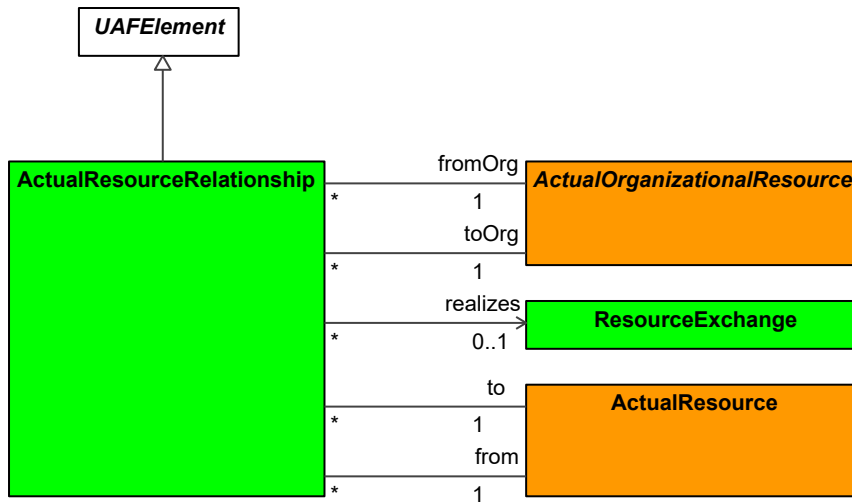 UAFElement
ActualResourceRelationship
fromOrg
ActualOrganizationalResource
* 1
toOrg
* 1
realizes
ResourceExchange
* 0..1
to
ActualResource
* 1
from
* 1